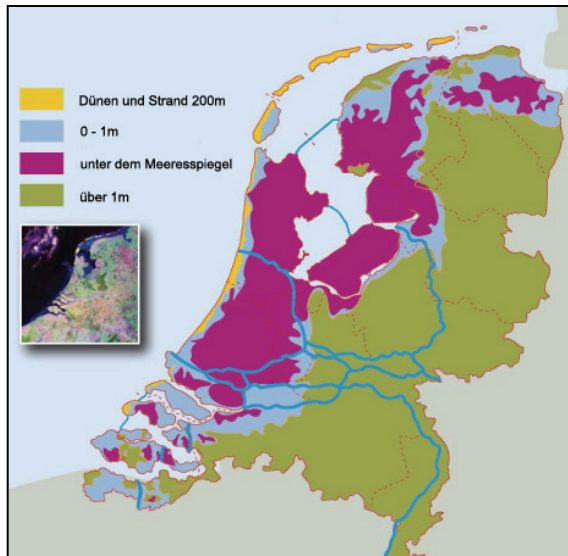 Dünen und Strand 200m
0 - 1m
unter dem Meeresspiegel
über 1m